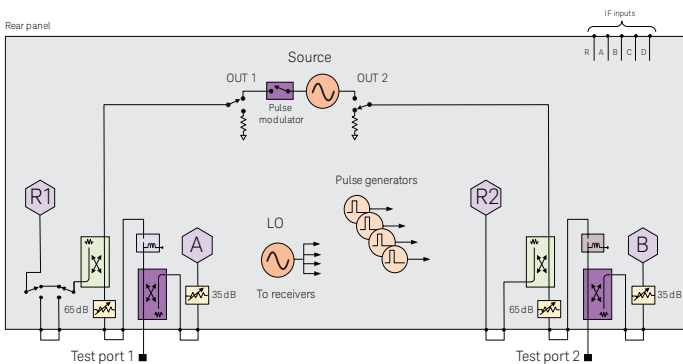 IF inputs
Rear panel
R A B C D
Source
OUT 1
OUT 2
Pulse
modulator
Pulse generators
R1
R2
LO
A
B
To receivers
65 dB
35 dB
65 dB
35 dB
Test port 1
Test port 2